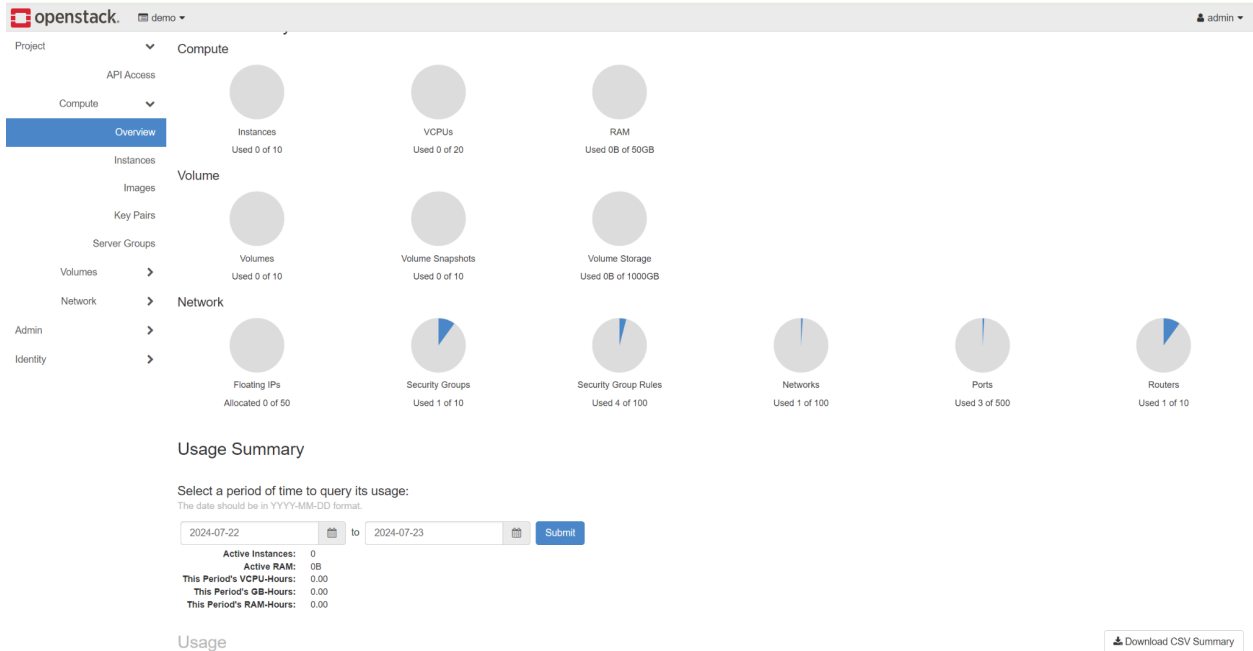 openstack. demo admin
Project
API Access
Compute
Overview
Instances
Images
Key Pairs
Server Groups
Volumes
Network
Admin
Identity
Compute
Instances VCPUs RAM
Used 0 of 10 Used 0 of 20 Used 0B of 50GB
Volume
Volumes Volume Snapshots Volume Storage
Used 0 of 10 Used 0 of 10 Used 0B of 1000GB
Network
Floating IPs Security Groups Security Group Rules Networks Ports Routers
Allocated 0 of 50 Used 1 of 10 Used 4 of 100 Used 1 of 100 Used 3 of 500 Used 1 of 10
Usage Summary
Select a period of time to query its usage:
The date should be in YYYY-MM-DD format.
2024-07-22 to 2024-07-23 Submit
Active Instances: 0
Active RAM: 0B
This Period's VCPU-Hours: 0.00
This Period's GB-Hours: 0.00
This Period's RAM-Hours: 0.00
Usage Download CSV Summary